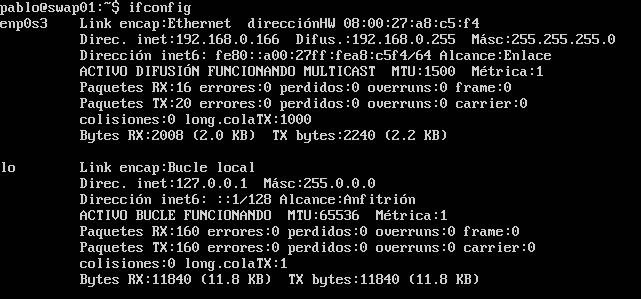 pablo@swap01:~$ ifconfig
enp0s3    Link encap:Ethernet  direcciónHW 08:00:27:a8:c5:f4
          Direc. inet:192.168.0.166  Difus.:192.168.0.255  Másc:255.255.255.0
          Dirección inet6: fe80::a00:27ff:fea8:c5f4/64 Alcance:Enlace
          ACTIVO DIFUSIÓN FUNCIONANDO MULTICAST  MTU:1500  Métrica:1
          Paquetes RX:16 errores:0 perdidos:0 overruns:0 frame:0
          Paquetes TX:20 errores:0 perdidos:0 overruns:0 carrier:0
          colisiones:0 long.colaTX:1000
          Bytes RX:2008 (2.0 KB)  TX bytes:2240 (2.2 KB)

lo        Link encap:Bucle local
          Direc. inet:127.0.0.1  Másc:255.0.0.0
          Dirección inet6: ::1/128 Alcance:Anfitrión
          ACTIVO BUCLE FUNCIONANDO  MTU:65536  Métrica:1
          Paquetes RX:160 errores:0 perdidos:0 overruns:0 frame:0
          Paquetes TX:160 errores:0 perdidos:0 overruns:0 carrier:0
          colisiones:0 long.colaTX:1
          Bytes RX:11840 (11.8 KB)  TX bytes:11840 (11.8 KB)